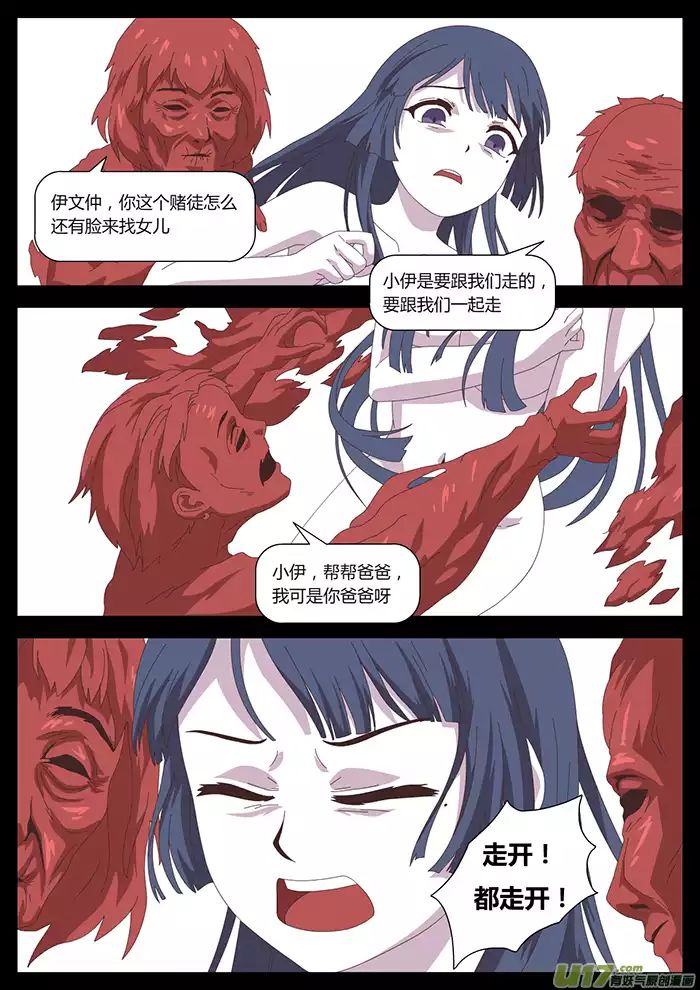 伊文仲，你这个赌徒怎么
还有脸来找女儿
小伊是要跟我们走的，
要跟我们一起走
小伊，帮帮爸爸，
我可是你爸爸呀
走开！
都走开！
U17.com
有妖气原创漫画